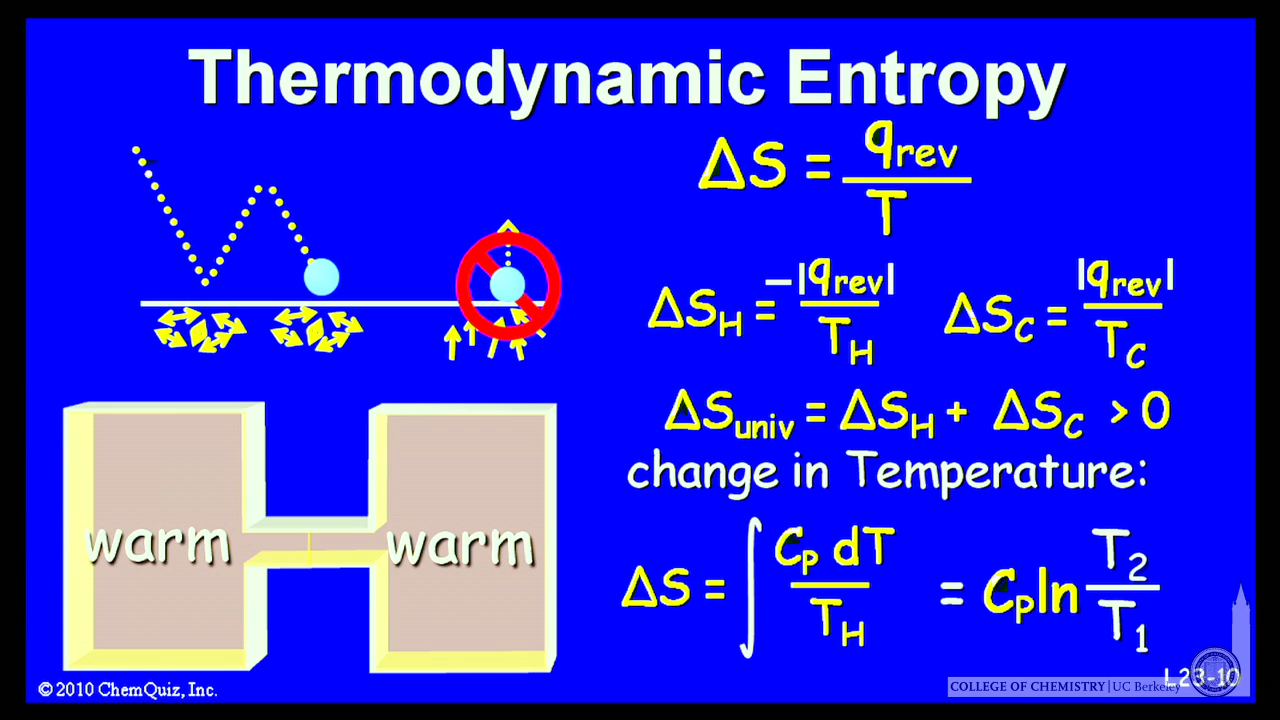 Thermodynamic Entropy
ΔS = qrev / T
ΔSH = -|qrev| / TH
ΔSC = |qrev| / TC
ΔSuniv = ΔSH + ΔSC > 0
change in Temperature:
ΔS = ∫ Cp dT / TH = Cp ln T2 / T1
warm
warm
© 2010 ChemQuiz, Inc.
L23-10
COLLEGE OF CHEMISTRY | UC Berkeley